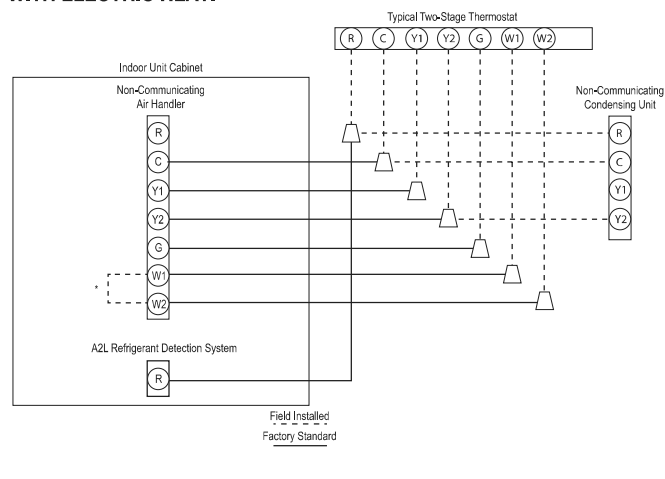 Typical Two-Stage Thermostat
R C Y1 Y2 G W1 W2
Indoor Unit Cabinet
Non-Communicating
Air Handler
Non-Communicating
Condensing Unit
R
C
Y1
Y2
G
W1
*
W2
R
C
Y1
Y2
A2L Refrigerant Detection System
R
Field Installed
Factory Standard